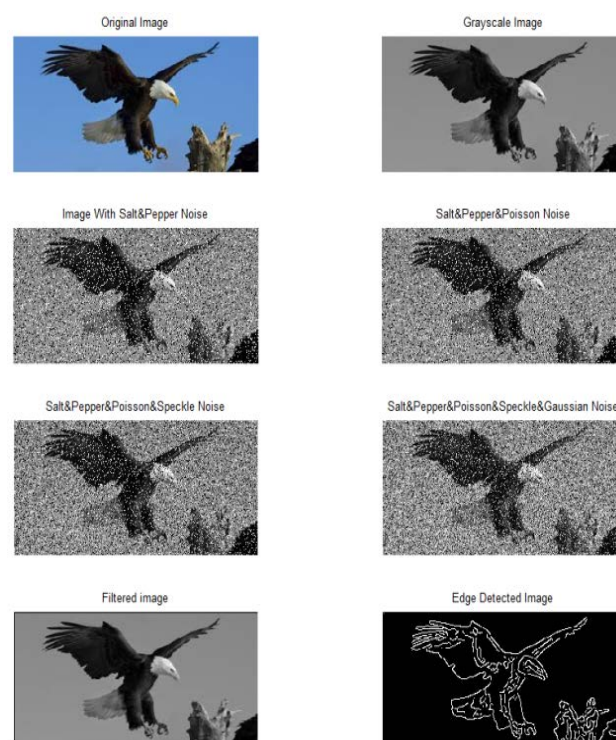 Original Image
Grayscale Image
Image With Salt&Pepper Noise
Salt&Pepper&Poisson Noise
Salt&Pepper&Poisson&Speckle Noise
Salt&Pepper&Poisson&Speckle&Gaussian Noise
Filtered image
Edge Detected Image